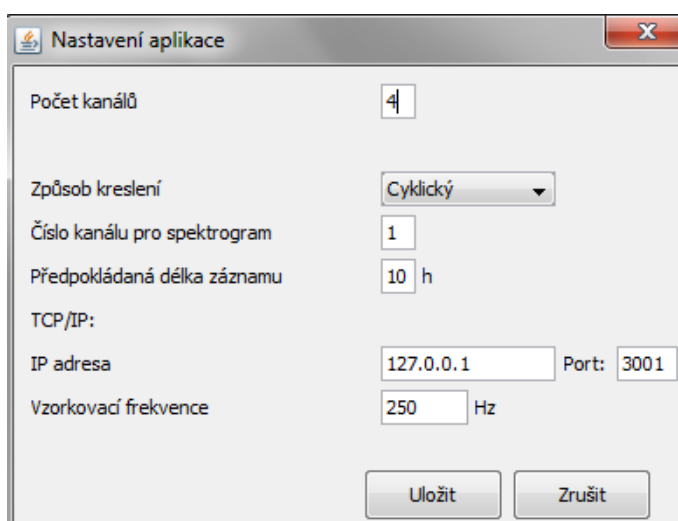 Nastavení aplikace
Počet kanálů 4
Způsob kreslení Cyklický
Číslo kanálu pro spektrogram 1
Předpokládaná délka záznamu 10 h
TCP/IP:
IP adresa 127.0.0.1 Port: 3001
Vzorkovací frekvence 250 Hz
Uložit Zrušit